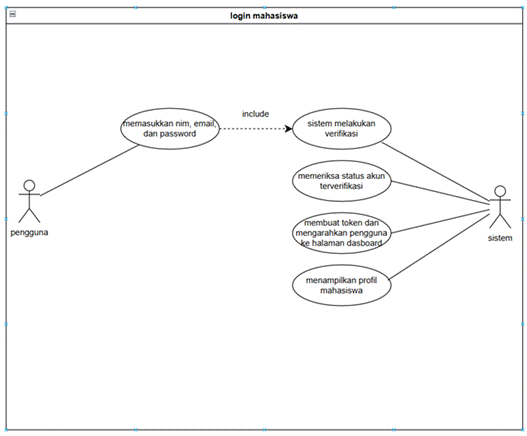 login mahasiswa
include
memasukkan nim, email,
dan password
sistem melakukan
verifikasi
memeriksa status akun
terverifikasi
pengguna
membuat token dan
mengarahkan pengguna
ke halaman dasboard
sistem
menampilkan profil
mahasiswa